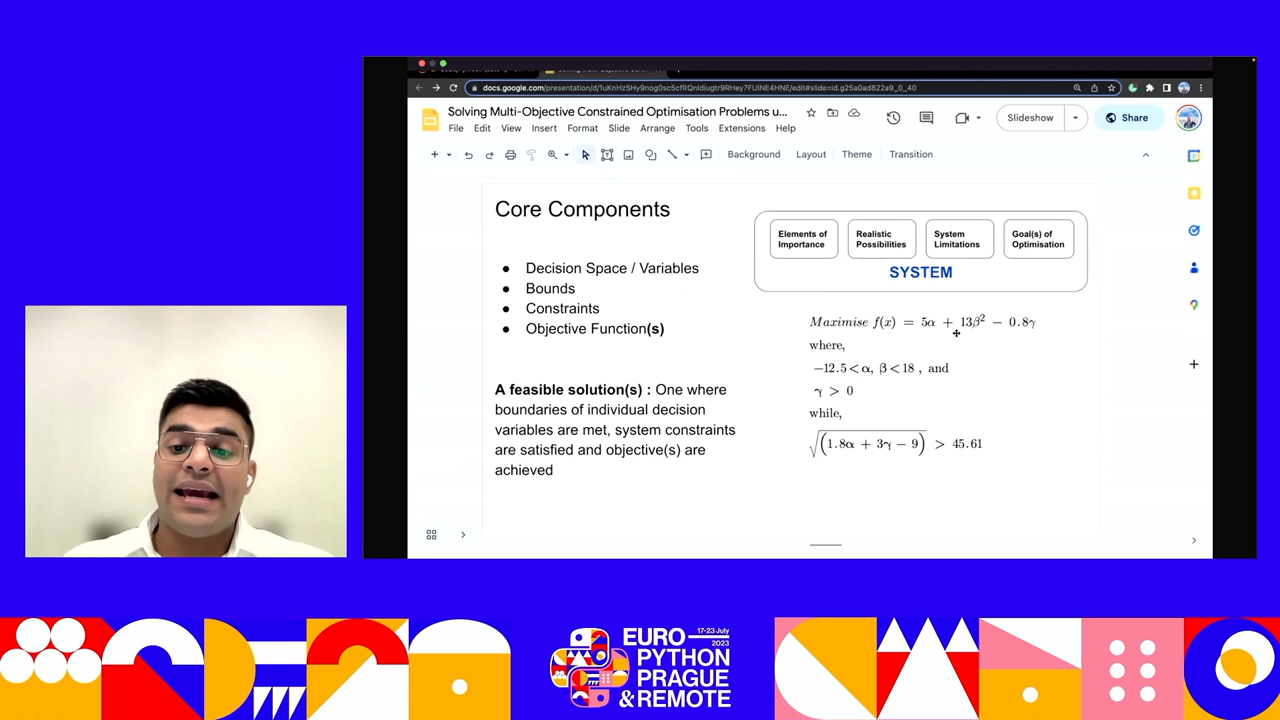 docs.google.com/presentation/d/1uKnHzSHy9nog0sc5cfRQnIdiugtr9RHey7FUINE4HNE/edit#slide=id.g25a0ad822a9_0_40
Solving Multi-Objective Constrained Optimisation Problems u...
File Edit View Insert Format Slide Arrange Tools Extensions Help
Slideshow
Share
Background Layout Theme Transition
Core Components
● Decision Space / Variables
● Bounds
● Constraints
● Objective Function(s)
A feasible solution(s) : One where
boundaries of individual decision
variables are met, system constraints
are satisfied and objective(s) are
achieved
Elements of Importance
Realistic Possibilities
System Limitations
Goal(s) of Optimisation
SYSTEM
Maximise f(x) = 5α + 13β² − 0.8γ
where,
−12.5 < α, β < 18 , and
γ > 0
while,
√(1.8α + 3γ − 9) > 45.61
17-23 July
2023
EURO
PYTHON
PRAGUE
& REMOTE